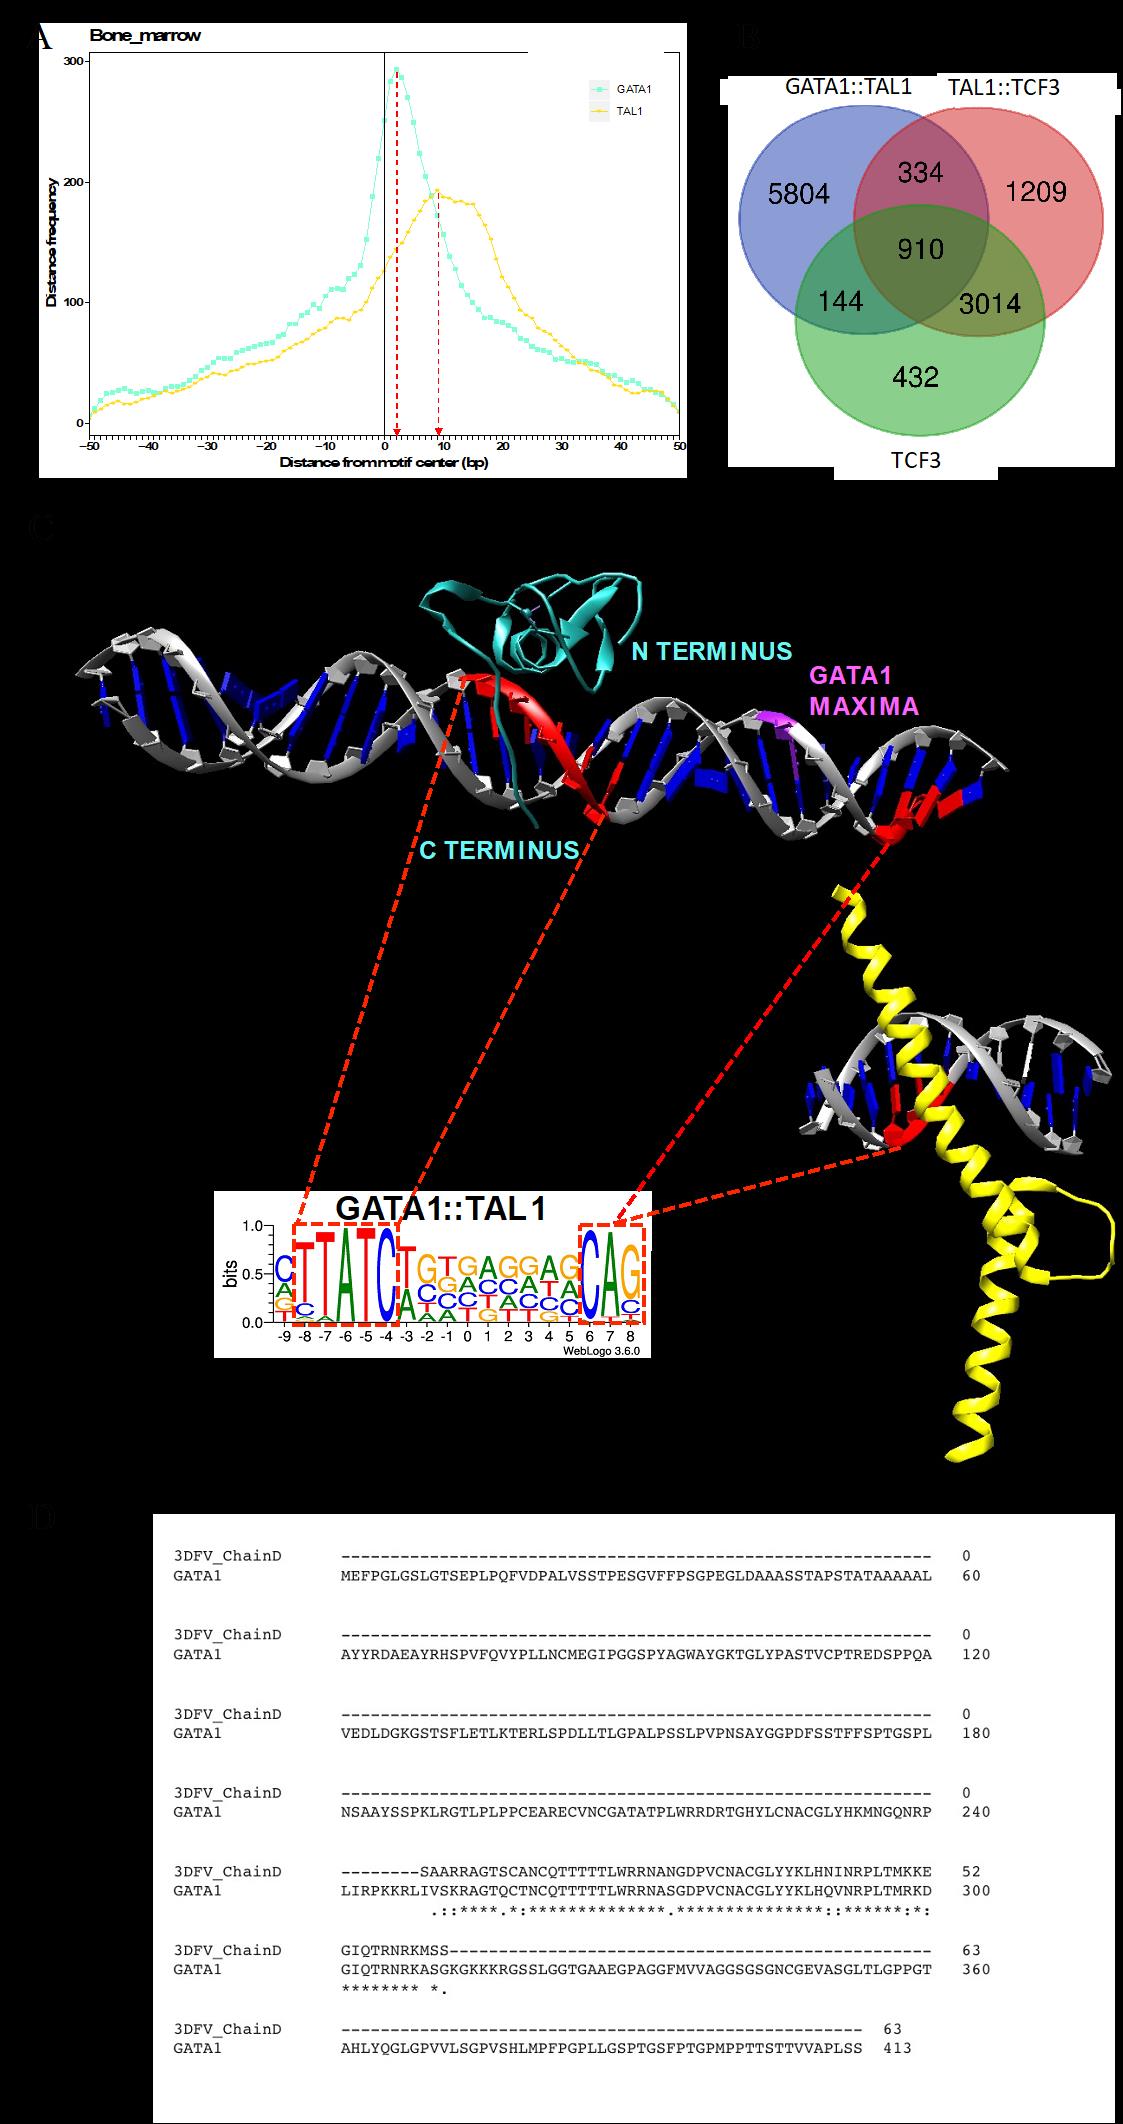 A
Bone_marrow
300
200
100
0
Distance frequency
GATA1
TAL1
−50 −40 −30 −20 −10 0 10 20 30 40 50
Distance from motif center (bp)
B
GATA1::TAL1
TAL1::TCF3
334
5804
1209
910
144
3014
432
TCF3
C
N TERMINUS
GATA1
MAXIMA
C TERMINUS
GATA1::TAL1
1.0
0.5
0.0
bits
-9 -8 -7 -6 -5 -4 -3 -2 -1 0 1 2 3 4 5 6 7 8
WebLogo 3.6.0
D
3DFV_ChainD ------------------------------------------------------------ 0
GATA1 MEFPGLGSLGTSEPLPQFVDPALVSSTPESGVFFPSGPEGLDAAASSTAPSTATAAAAAL 60
3DFV_ChainD ------------------------------------------------------------ 0
GATA1 AYYRDAEAYRHSPVFQVYPLLNCMEGIPGGSPYAGWAYGKTGLYPASTVCPTREDSPPQA 120
3DFV_ChainD ------------------------------------------------------------ 0
GATA1 VEDLDGKGSTSFLETLKTERLSPDLLTLGPALPSSLPVPNSAYGGPDFSSTFFSPTGSPL 180
3DFV_ChainD ------------------------------------------------------------ 0
GATA1 NSAAYSSPKLRGTLPLPPCEARECVNCGATATPLWRRDRTGHYLCNACGLYHKMNGQNRP 240
3DFV_ChainD --------SAARRAGTSCANCQTTTTTLWRRNANGDPVCNACGLYYKLHNINRPLTMKKE 52
GATA1 LIRPKKRLIVSKRAGTQCTNCQTTTTTLWRRNASGDPVCNACGLYYKLHQVNRPLTMRKD 300
.::****.*:**************.***************::******:*:
3DFV_ChainD GIQTRNRKMSS------------------------------------------------- 63
GATA1 GIQTRNRKASGKGKKKRGSSLGGTGAAEGPAGGFMVVAGGSGSGNCGEVASGLTLGPPGT 360
******** *.
3DFV_ChainD ----------------------------------------------------- 63
GATA1 AHLYQGLGPVVLSGPVSHLMPFPGPLLGSPTGSFPTGPMPPTTSTTVVAPLSS 413